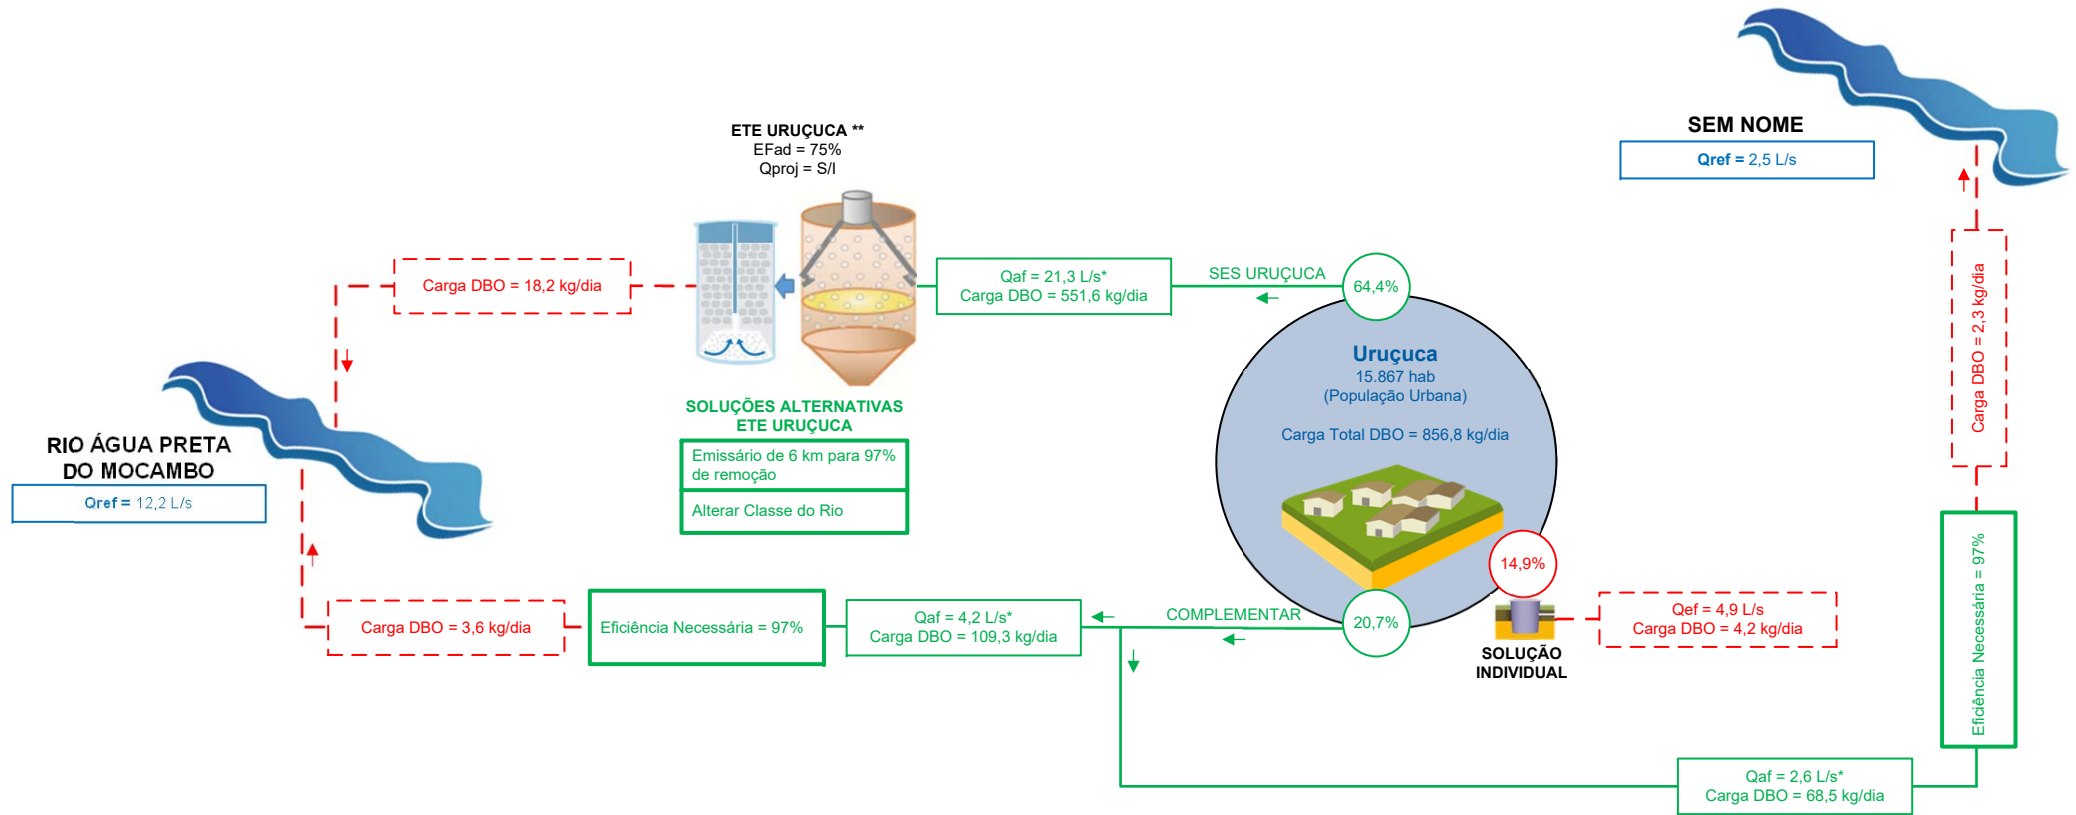 SEM NOME
Qref = 2,5 L/s
ETE URUÇUCA **
EFad = 75%
Qproj = S/I
Carga DBO = 18,2 kg/dia
Qaf = 21,3 L/s*
Carga DBO = 551,6 kg/dia
SES URUÇUCA
64,4%
Carga DBO = 2,3 kg/dia
Uruçuca
15.867 hab
(População Urbana)
Carga Total DBO = 856,8 kg/dia
SOLUÇÕES ALTERNATIVAS
ETE URUÇUCA
Emissário de 6 km para 97%
de remoção
Alterar Classe do Rio
RIO ÁGUA PRETA
DO MOCAMBO
Qref = 12,2 L/s
14,9%
Eficiência Necessária = 97%
Carga DBO = 3,6 kg/dia
Eficiência Necessária = 97%
Qaf = 4,2 L/s*
Carga DBO = 109,3 kg/dia
COMPLEMENTAR
20,7%
SOLUÇÃO
INDIVIDUAL
Qef = 4,9 L/s
Carga DBO = 4,2 kg/dia
Qaf = 2,6 L/s*
Carga DBO = 68,5 kg/dia